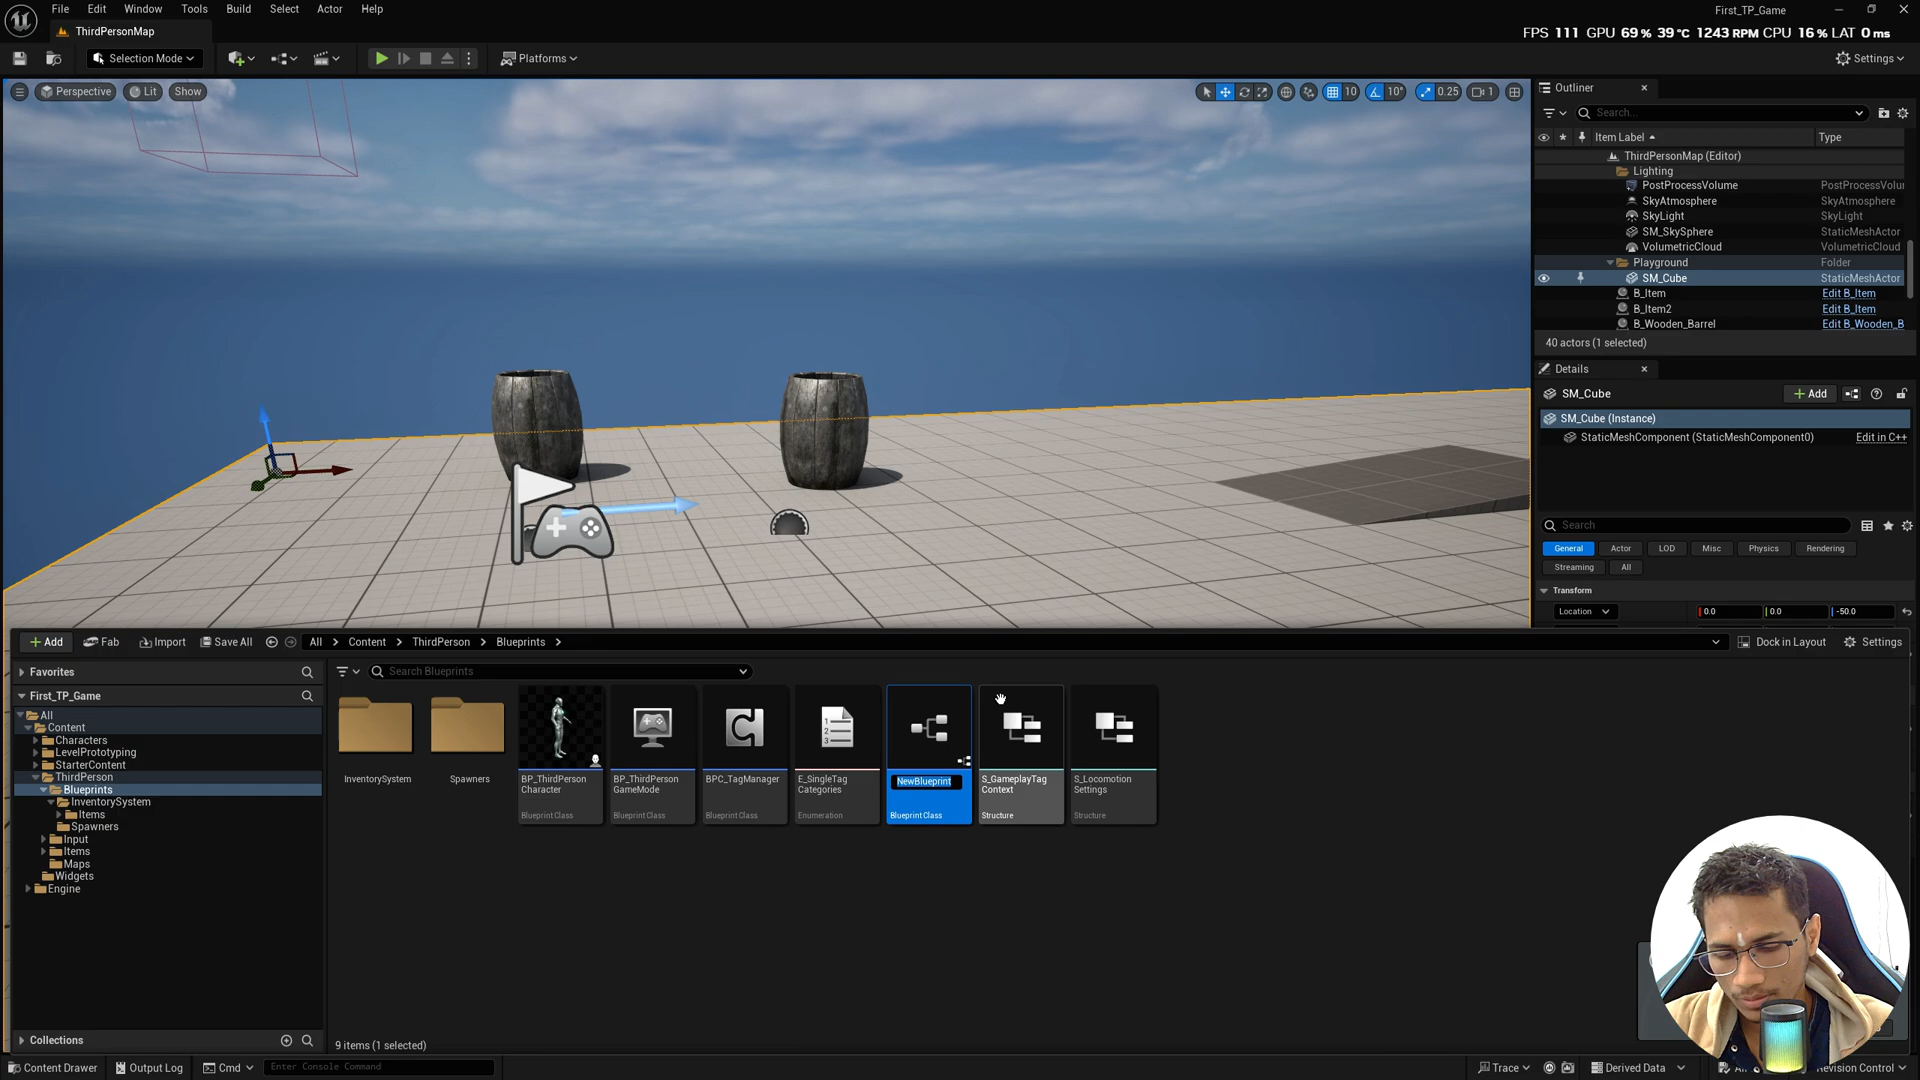 File Edit Window Tools Build Select Actor Help
First_TP_Game
ThirdPersonMap
FPS 111 GPU 69 % 39 °C 1243 RPM CPU 16 % LAT 0 ms
Selection Mode
Platforms
Settings
Perspective Lit Show
10 10° 0.25 1
Outliner
Search...
Item Label Type
ThirdPersonMap (Editor)
Lighting
PostProcessVolume PostProcessVolu
SkyAtmosphere SkyAtmosphere
SkyLight SkyLight
SM_SkySphere StaticMeshActor
VolumetricCloud VolumetricCloud
Playground Folder
SM_Cube StaticMeshActor
B_Item Edit B_Item
B_Item2 Edit B_Item
B_Wooden_Barrel Edit B_Wooden_B
40 actors (1 selected)
Details
SM_Cube
Add
SM_Cube (Instance)
StaticMeshComponent (StaticMeshComponent0) Edit in C++
Search
General Actor LOD Misc Physics Rendering
Streaming All
Transform
Location 0.0 0.0 -50.0
Add Fab Import Save All All Content ThirdPerson Blueprints
Dock in Layout Settings
Favorites
First_TP_Game
All
Content
Characters
LevelPrototyping
StarterContent
ThirdPerson
Blueprints
InventorySystem
Items
Spawners
Input
Items
Maps
Widgets
Engine
Collections
Search Blueprints
InventorySystem
Spawners
BP_ThirdPerson
Character
Blueprint Class
BP_ThirdPerson
GameMode
Blueprint Class
BPC_TagManager
Blueprint Class
E_SingleTag
Categories
Enumeration
NewBlueprint
Blueprint Class
S_GameplayTag
Context
Structure
S_Locomotion
Settings
Structure
9 items (1 selected)
Content Drawer Output Log Cmd Enter Console Command
Trace Derived Data Revision Control